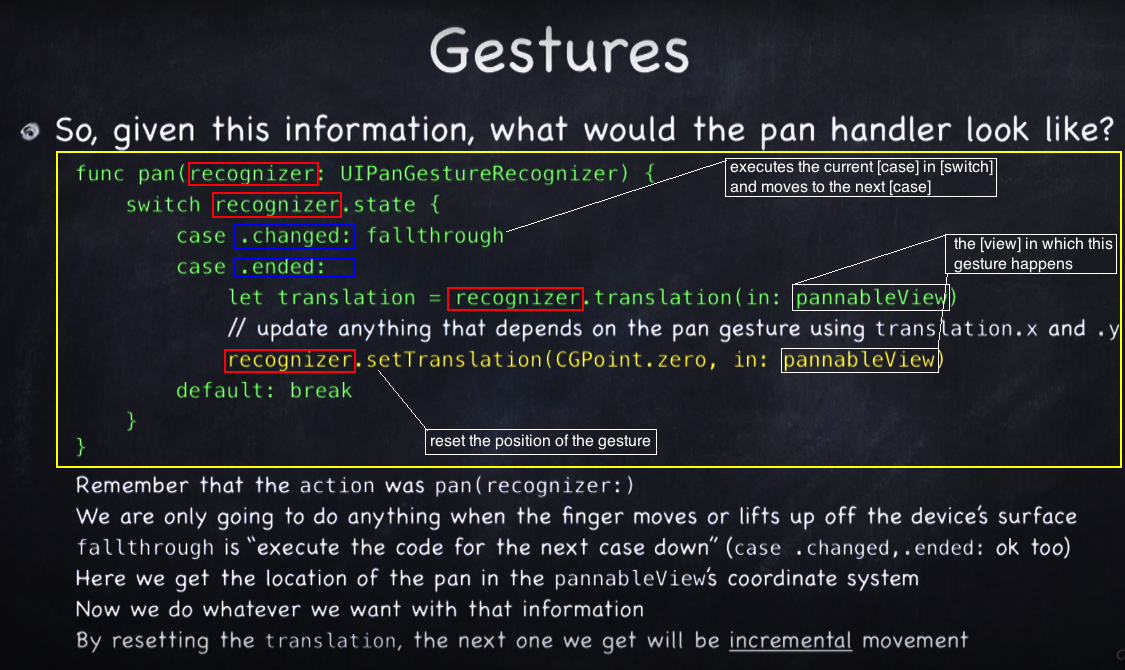 Gestures
So, given this information, what would the pan handler look like?
func pan(recognizer: UIPanGestureRecognizer) {
executes the current [case] in [switch]
and moves to the next [case]
switch recognizer.state {
case .changed: fallthrough
case .ended:
the [view] in which this
gesture happens
let translation = recognizer.translation(in: pannableView)
// update anything that depends on the pan gesture using translation.x and .y
recognizer.setTranslation(CGPoint.zero, in: pannableView)
default: break
}
}
reset the position of the gesture
Remember that the action was pan(recognizer:)
We are only going to do anything when the finger moves or lifts up off the device's surface
fallthrough is “execute the code for the next case down” (case .changed,.ended: ok too)
Here we get the location of the pan in the pannableView's coordinate system
Now we do whatever we want with that information
By resetting the translation, the next one we get will be incremental movement